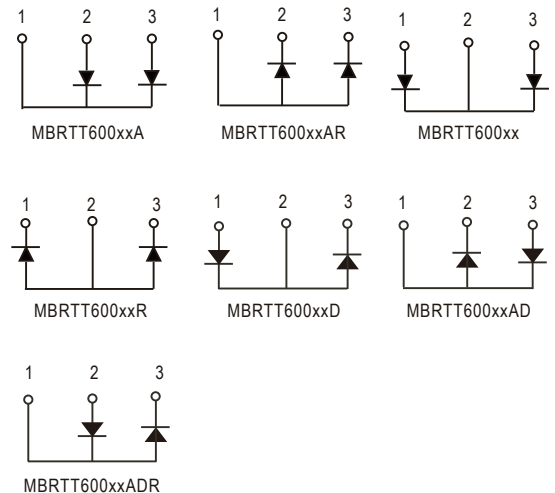 1 2 3
MBRTT600xxA
1 2 3
MBRTT600xxAR
1 2 3
MBRTT600xx
1 2 3
MBRTT600xxR
1 2 3
MBRTT600xxD
1 2 3
MBRTT600xxAD
1 2 3
MBRTT600xxADR